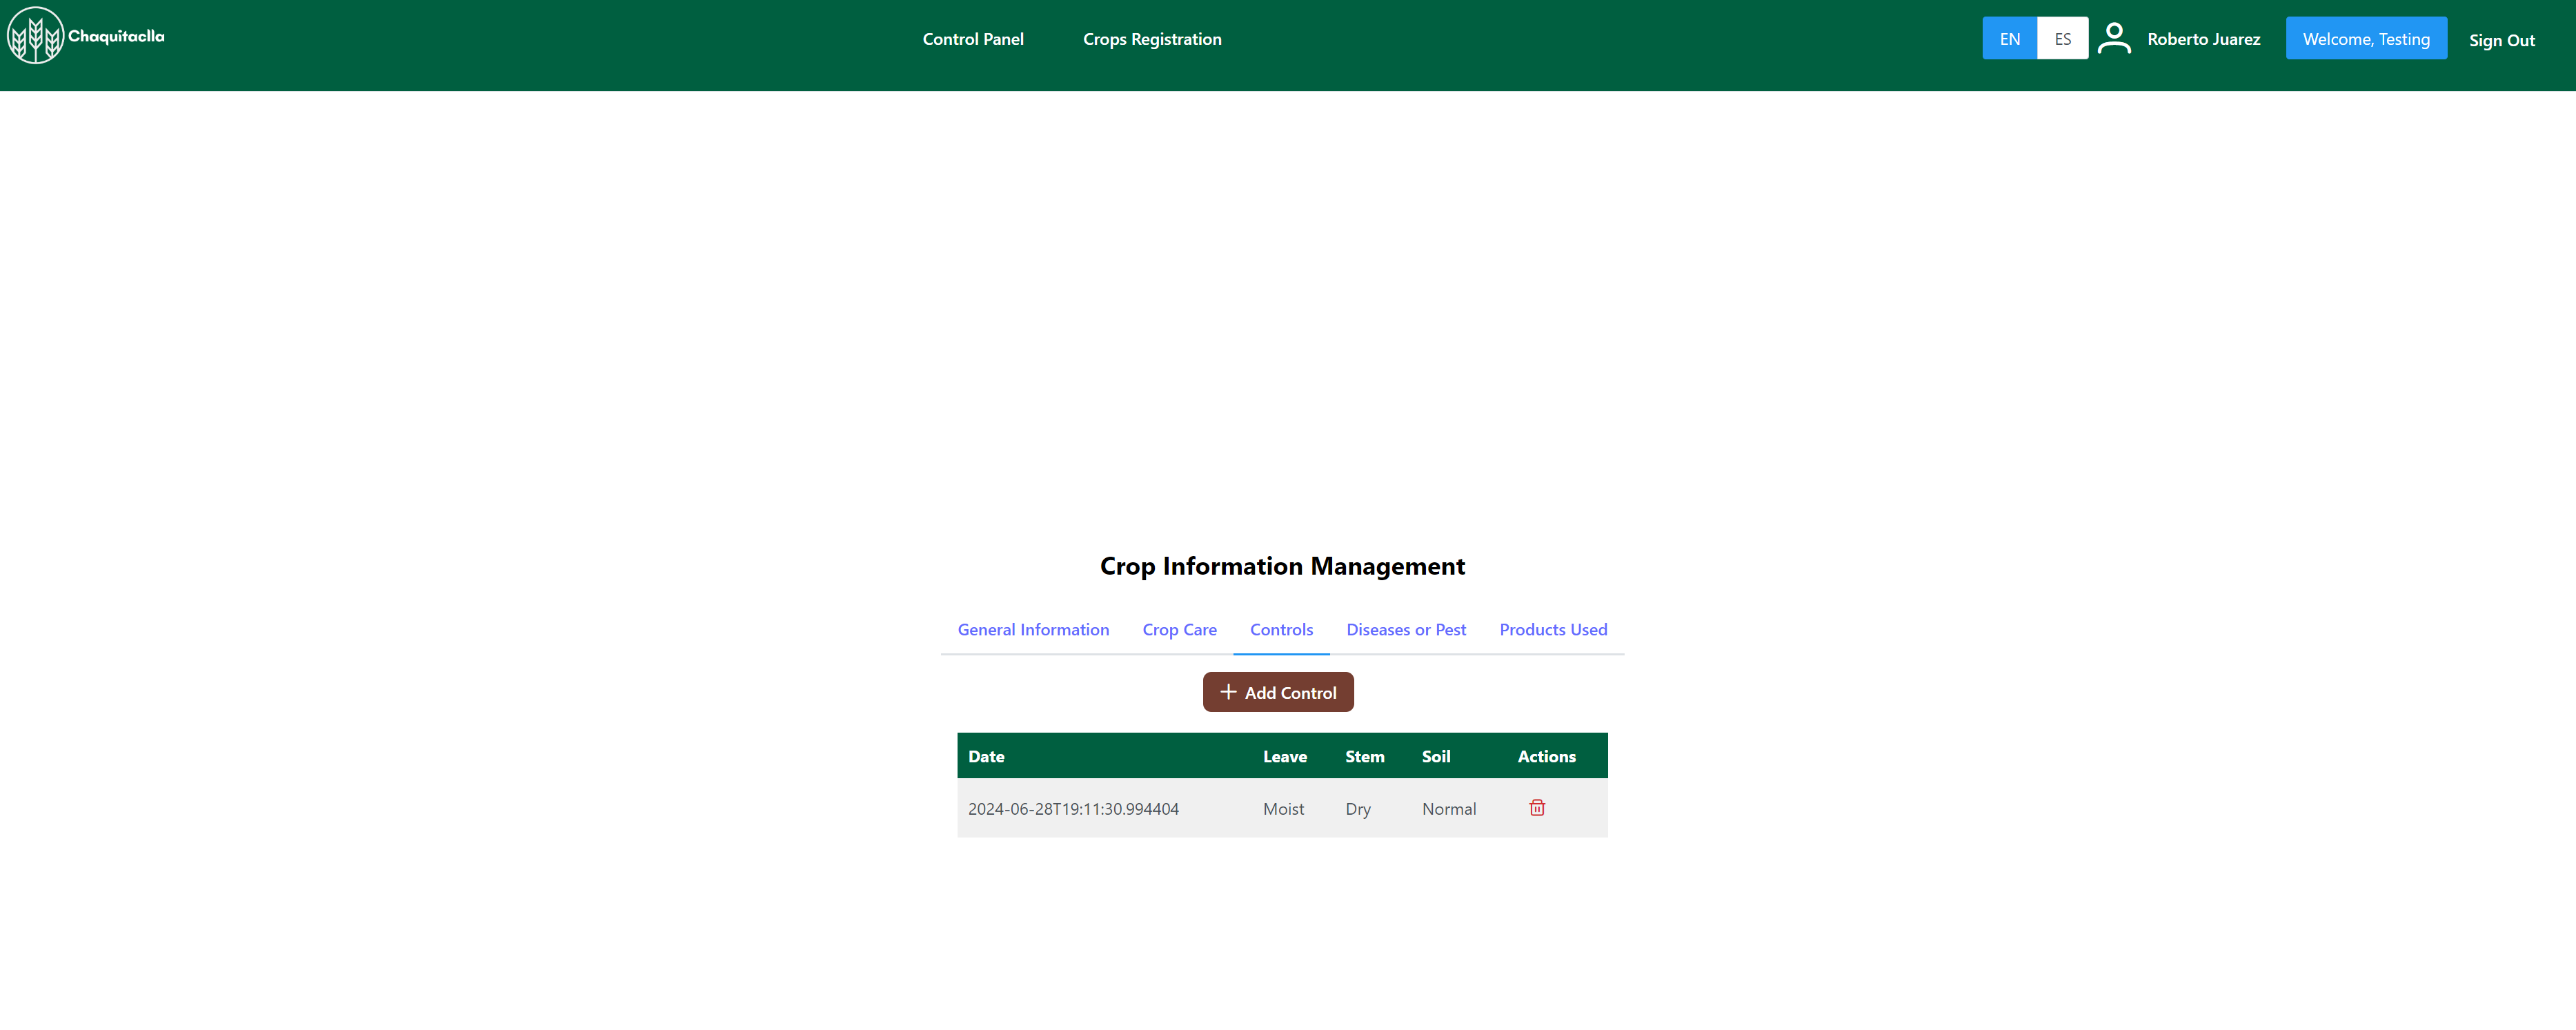 Chaquitaclla
Control Panel Crops Registration
EN ES Roberto Juarez Welcome, Testing Sign Out
Crop Information Management
General Information Crop Care Controls Diseases or Pest Products Used
Add Control
Date Leave Stem Soil Actions
2024-06-28T19:11:30.994404 Moist Dry Normal